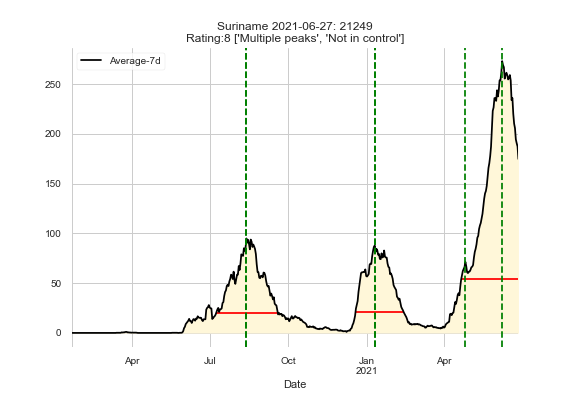 Suriname 2021-06-27: 21249
Rating:8 ['Multiple peaks', 'Not in control']
Average-7d
250
200
150
100
50
0
Apr
Jul
Oct
Jan
2021
Apr
Date